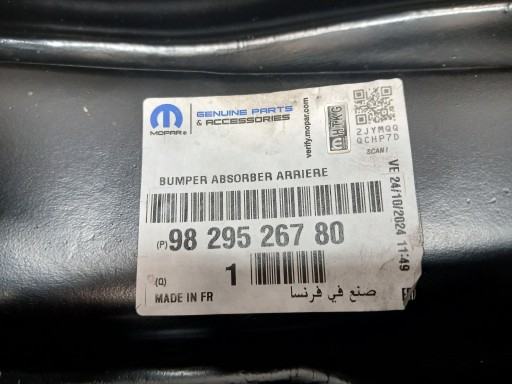 MOPAR®
GENUINE PARTS
& ACCESSORIES
verify.mopar.com
2JYMQQ
QCHP7D
SCAN!
VE 24/10/2024 11:49
BUMPER ABSORBER ARRIERE
(P) 98 295 267 80
(Q) 1
MADE IN FR
صنع في فرنسا